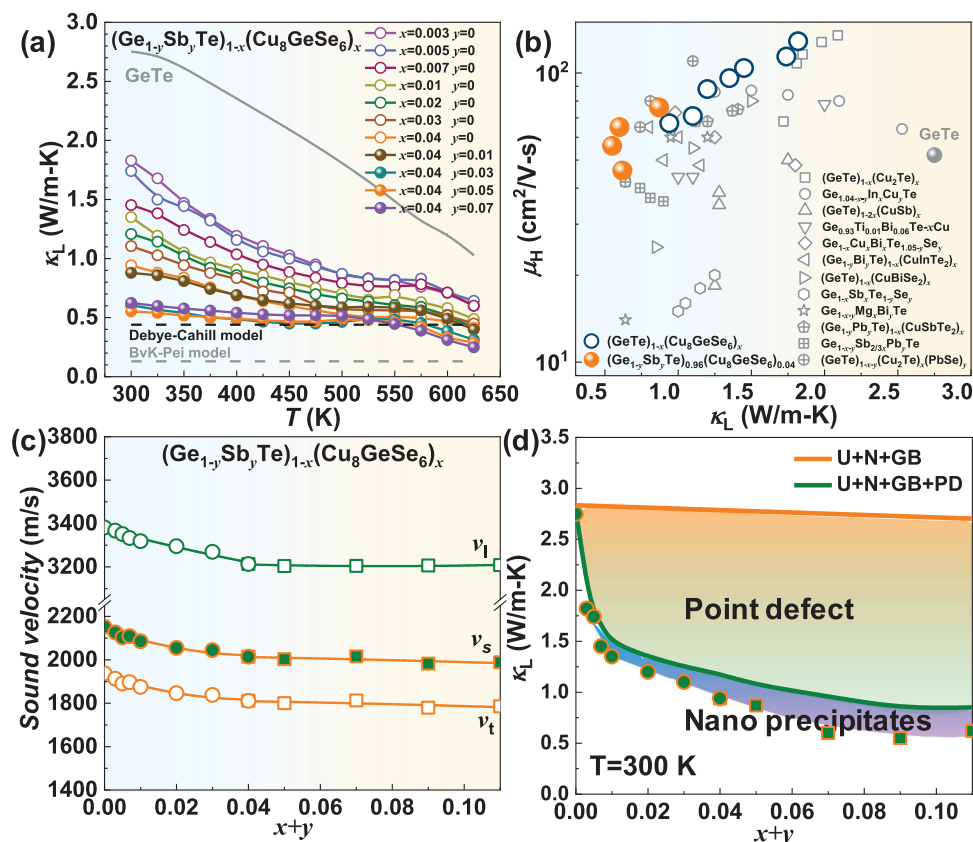 (a)
(Ge1-ySbyTe)1-x(Cu8GeSe6)x
GeTe
x=0.003 y=0
x=0.005 y=0
x=0.007 y=0
x=0.01 y=0
x=0.02 y=0
x=0.03 y=0
x=0.04 y=0
x=0.04 y=0.01
x=0.04 y=0.03
x=0.04 y=0.05
x=0.04 y=0.07
Debye-Cahill model
BvK-Pei model
3.0
2.5
2.0
1.5
1.0
0.5
0.0
κL (W/m-K)
300 350 400 450 500 550 600 650
T (K)
(b)
10²
10¹
μH (cm²/V-s)
GeTe
(GeTe)1-x(Cu2Te)x
Ge1.04-x-yInxCuyTe
(GeTe)1-2x(CuSb)x
Ge0.93Ti0.01Bi0.06Te-xCu
Ge1-xCuxBixTe1.05-ySey
(Ge1-yBiyTe)1-x(CuInTe2)x
(GeTe)1-x(CuBiSe2)x
Ge1-xSbxTe1-ySey
Ge1-x-yMgxBiyTe
(Ge1-yPbyTe)1-x(CuSbTe2)x
Ge1-x-ySb2/3xPbyTe
(GeTe)1-x-y(Cu2Te)x(PbSe)y
(GeTe)1-x(Cu8GeSe6)x
(Ge1-ySbyTe)0.96(Cu8GeSe6)0.04
0.5 1.0 1.5 2.0 2.5 3.0
κL (W/m-K)
(c)
(Ge1-ySbyTe)1-x(Cu8GeSe6)x
3800
3600
3400
3200
2200
2000
1800
1600
1400
Sound velocity (m/s)
vl
vs
vt
0.00 0.02 0.04 0.06 0.08 0.10
x+y
(d)
U+N+GB
U+N+GB+PD
3.5
3.0
2.5
2.0
1.5
1.0
0.5
0.0
κL (W/m-K)
Point defect
Nano precipitates
T=300 K
0.00 0.02 0.04 0.06 0.08 0.10
x+y